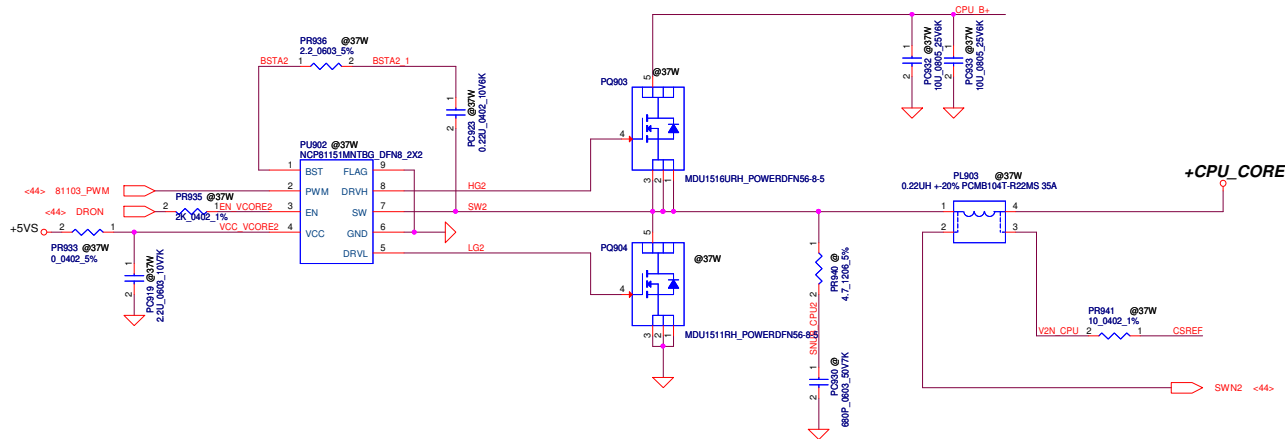 CPU_B+
PR936
@37W
2.2_0603_5%
BSTA2
1
2
BSTA2_1
1
2
PC923 @37W
0.22U_0402_10V6K
1
2
PC932 @37W
10U_0805_25V6K
1
2
PC933 @37W
10U_0805_25V6K
PQ903
@37W
5
4
3
2
1
MDU1516URH_POWERDFN56-8-5
PU902 @37W
NCP81151MNTBG_DFN8_2X2
1 BST FLAG 9
2 PWM DRVH 8
3 EN SW 7
4 VCC GND 6
DRVL 5
<44> 81103_PWM
<44> DRON
PR935 @37W
2 1
EN_VCORE2
2K_0402_1%
+5VS
2 1
VCC_VCORE2
PR933 @37W
0_0402_5%
1
2
PC919 @37W
2.2U_0603_10V7K
HG2
SW2
LG2
PQ904
@37W
5
4
3
2
1
MDU1511RH_POWERDFN56-8-5
1
2
PR940 @
4.7_1206_5%
1
2
PC930 @
680P_0603_50V7K
PL903 @37W
0.22UH +-20% PCMB104T-R22MS 35A
1
4
2
3
+CPU_CORE
PR941 @37W
10_0402_1%
V2N_CPU 2 1 CSREF
SWN2 <44>